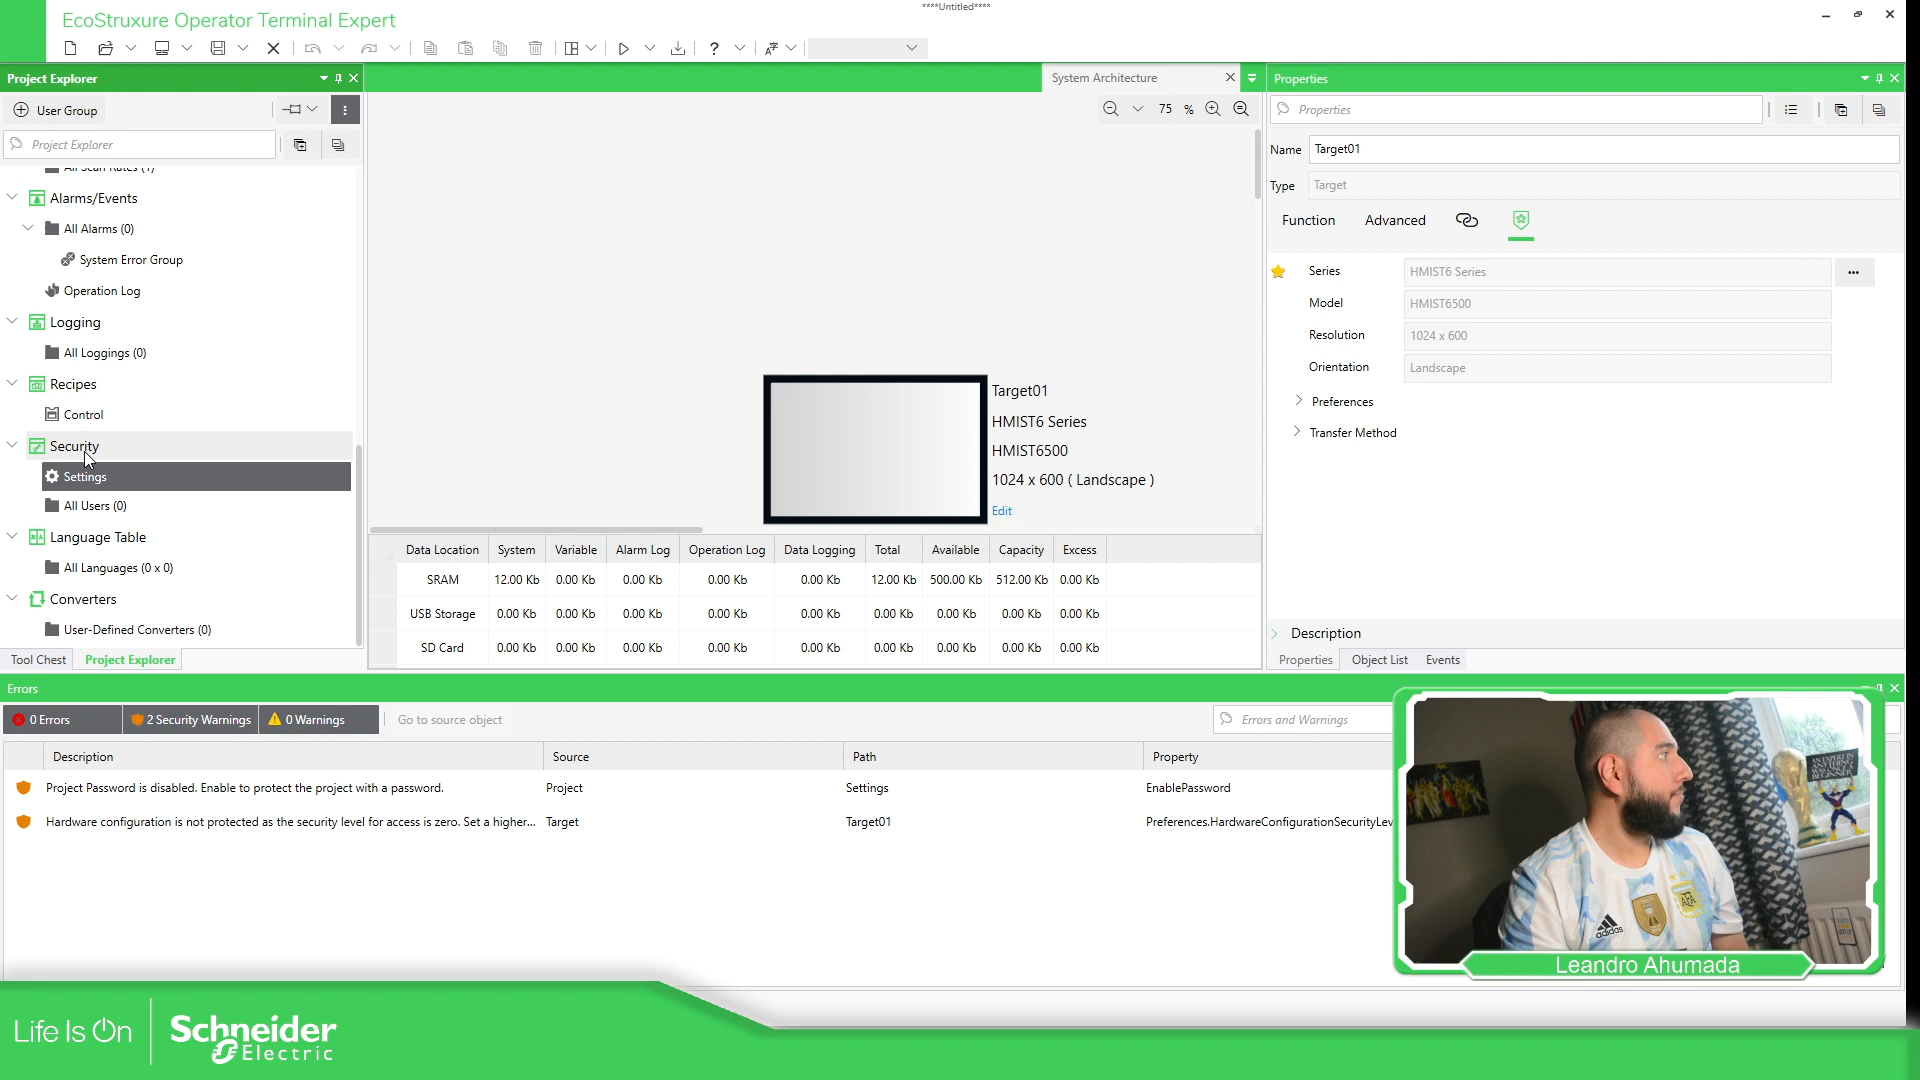 ****Untitled****
EcoStruxure Operator Terminal Expert
Project Explorer
User Group
Project Explorer
All Scan Rates (1)
Alarms/Events
All Alarms (0)
System Error Group
Operation Log
Logging
All Loggings (0)
Recipes
Control
Security
Settings
All Users (0)
Language Table
All Languages (0 x 0)
Converters
User-Defined Converters (0)
Tool Chest
Project Explorer
System Architecture
75 %
Target01
HMIST6 Series
HMIST6500
1024 x 600 ( Landscape )
Edit
Data Location System Variable Alarm Log Operation Log Data Logging Total Available Capacity Excess
SRAM 12.00 Kb 0.00 Kb 0.00 Kb 0.00 Kb 0.00 Kb 12.00 Kb 500.00 Kb 512.00 Kb 0.00 Kb
USB Storage 0.00 Kb 0.00 Kb 0.00 Kb 0.00 Kb 0.00 Kb 0.00 Kb 0.00 Kb 0.00 Kb 0.00 Kb
SD Card 0.00 Kb 0.00 Kb 0.00 Kb 0.00 Kb 0.00 Kb 0.00 Kb 0.00 Kb 0.00 Kb 0.00 Kb
Properties
Properties
Name Target01
Type Target
Function Advanced
Series HMIST6 Series ...
Model HMIST6500
Resolution 1024 x 600
Orientation Landscape
Preferences
Transfer Method
Description
Properties Object List Events
Errors
0 Errors 2 Security Warnings 0 Warnings Go to source object Errors and Warnings
Description Source Path Property
Project Password is disabled. Enable to protect the project with a password. Project Settings EnablePassword
Hardware configuration is not protected as the security level for access is zero. Set a higher... Target Target01 Preferences.HardwareConfigurationSecurityLev
adidas
AFA
Leandro Ahumada
Life Is On
Schneider
Electric